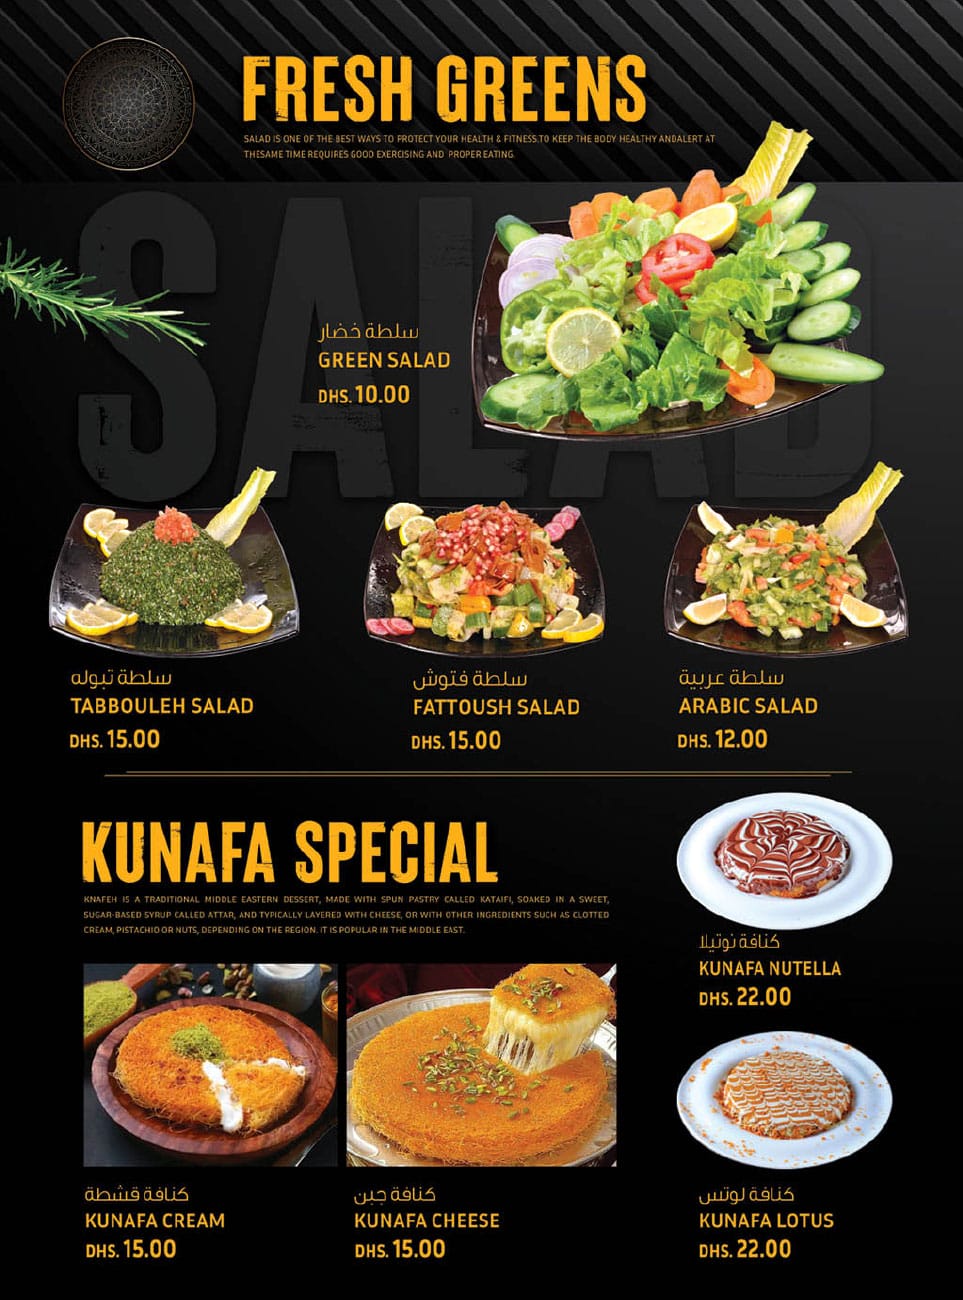 FRESH GREENS
SALAD IS ONE OF THE BEST WAYS TO PROTECT YOUR HEALTH & FITNESS.TO KEEP THE BODY HEALTHY ANDALERT AT
THESAME TIME REQUIRES GOOD EXERCISING AND PROPER EATING.
SALAD
سلطة خضار
GREEN SALAD
DHS. 10.00
سلطة تبوله
TABBOULEH SALAD
DHS. 15.00
سلطة فتوش
FATTOUSH SALAD
DHS. 15.00
سلطة عربية
ARABIC SALAD
DHS. 12.00
KUNAFA SPECIAL
KNAFEH IS A TRADITIONAL MIDDLE EASTERN DESSERT, MADE WITH SPUN PASTRY CALLED KATAIFI, SOAKED IN A SWEET,
SUGAR-BASED SYRUP CALLED ATTAR, AND TYPICALLY LAYERED WITH CHEESE, OR WITH OTHER INGREDIENTS SUCH AS CLOTTED
CREAM, PISTACHIO OR NUTS, DEPENDING ON THE REGION. IT IS POPULAR IN THE MIDDLE EAST.
كنافة نوتيلا
KUNAFA NUTELLA
DHS. 22.00
كنافة قشطة
KUNAFA CREAM
DHS. 15.00
كنافة جبن
KUNAFA CHEESE
DHS. 15.00
كنافة لوتس
KUNAFA LOTUS
DHS. 22.00